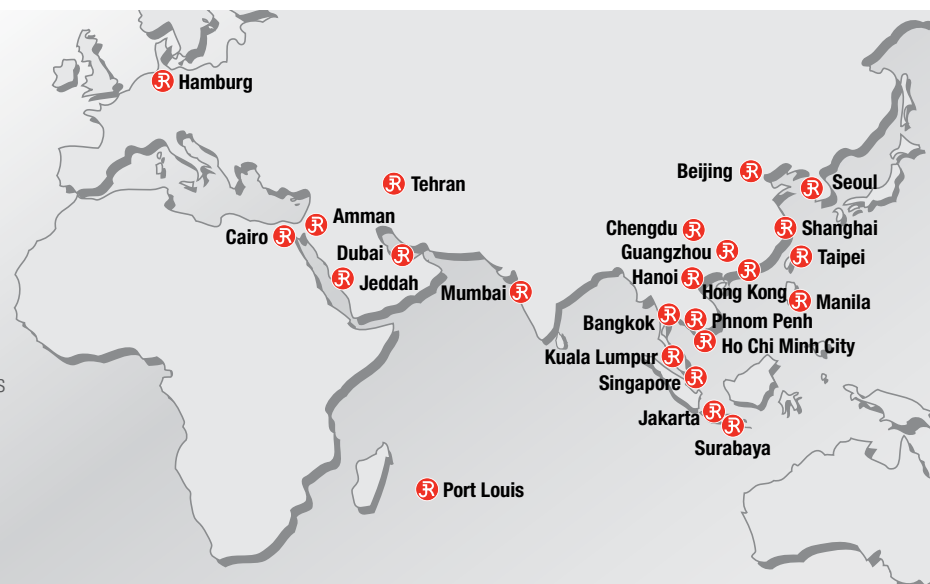 Hamburg
Tehran
Beijing
Seoul
Amman
Cairo
Chengdu
Shanghai
Dubai
Guangzhou
Taipei
Jeddah
Hanoi
Mumbai
Hong Kong
Manila
Bangkok
Phnom Penh
Ho Chi Minh City
Kuala Lumpur
Singapore
S
Jakarta
Surabaya
Port Louis